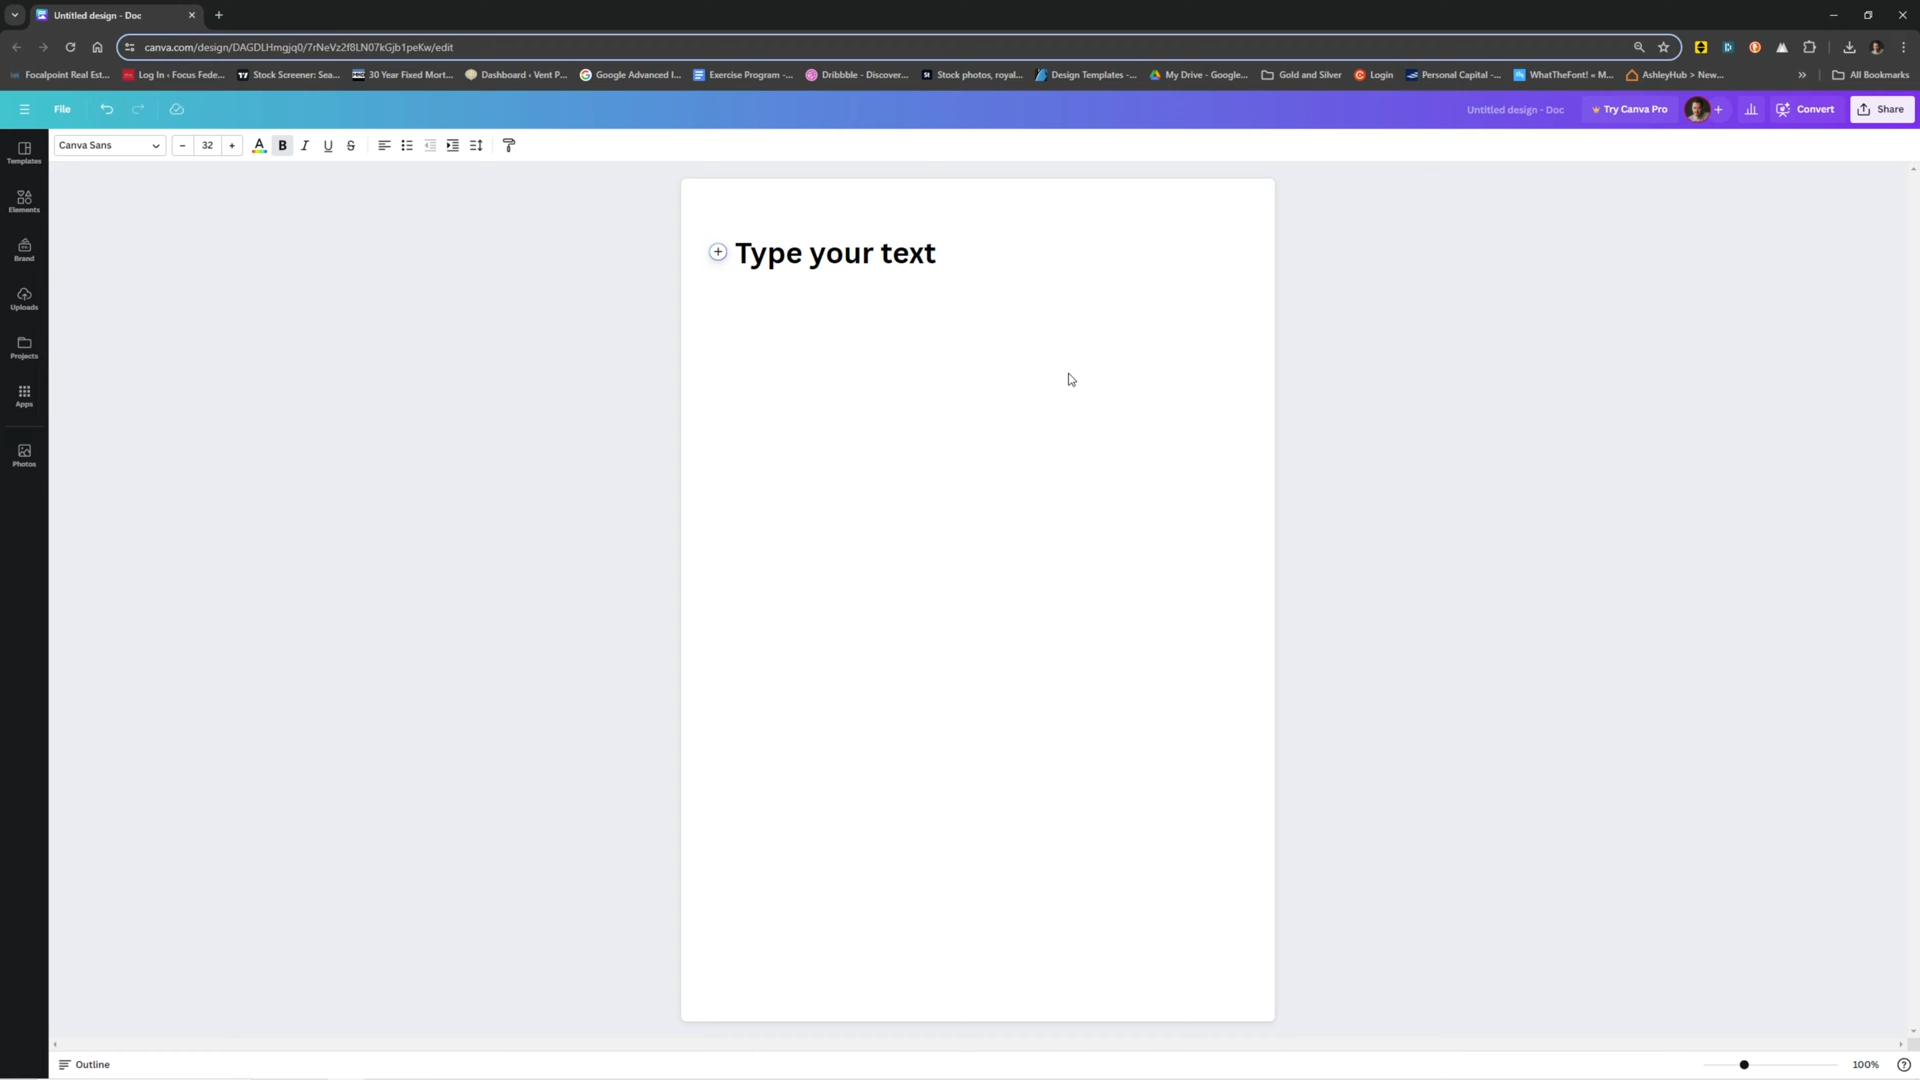 Untitled design - Doc
canva.com/design/DAGDLHmgjq0/7rNeVz2f8LN07kGjb1peKw/edit
Focalpoint Real Est...
Log In ‹ Focus Fede...
Stock Screener: Sea...
30 Year Fixed Mort...
Dashboard ‹ Vent P...
Google Advanced I...
Exercise Program -...
Dribbble - Discover...
Stock photos, royal...
Design Templates -...
My Drive - Google...
Gold and Silver
Login
Personal Capital -...
WhatTheFont! « M...
AshleyHub > New...
All Bookmarks
File
Untitled design - Doc
Try Canva Pro
Convert
Share
Canva Sans
32
Templates
Elements
Brand
Uploads
Projects
Apps
Photos
Type your text
Outline
100%